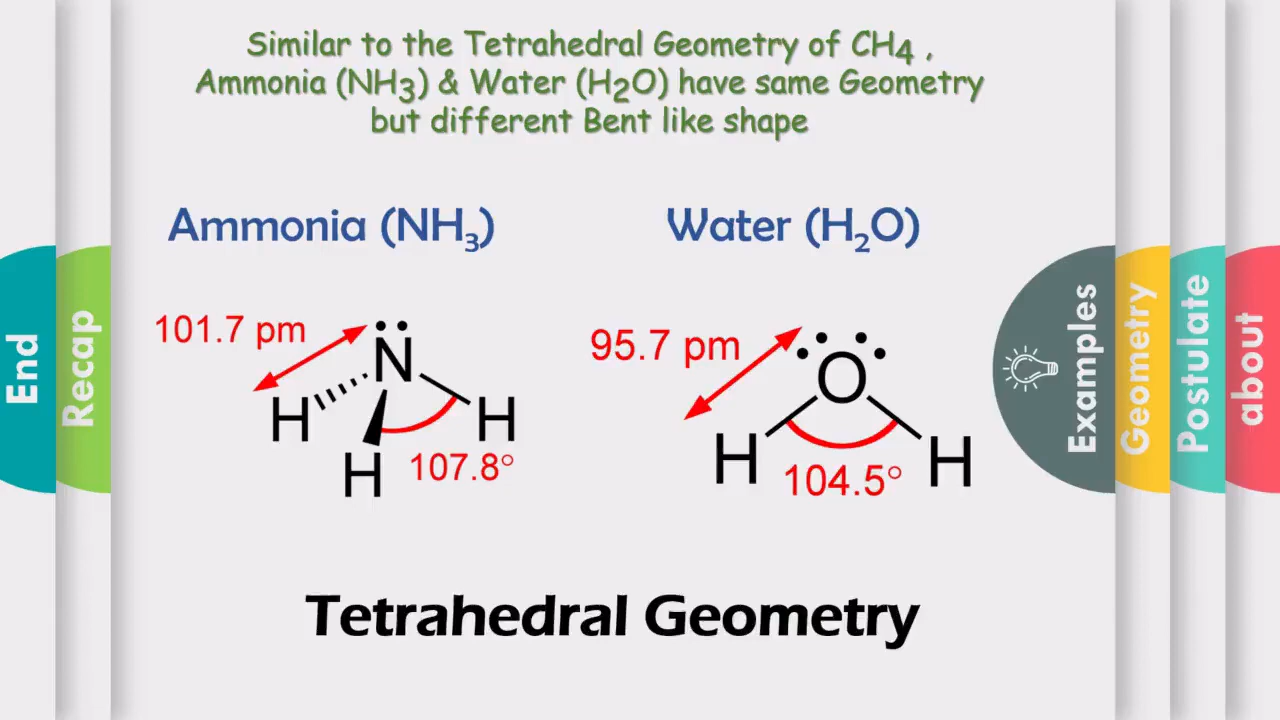 Similar to the Tetrahedral Geometry of CH4 ,
Ammonia (NH3) & Water (H2O) have same Geometry
but different Bent like shape
Ammonia (NH₃)
Water (H₂O)
101.7 pm
N
H
H
H
107.8°
95.7 pm
O
H
H
104.5°
Tetrahedral Geometry
End
Recap
Examples
Geometry
Postulate
about